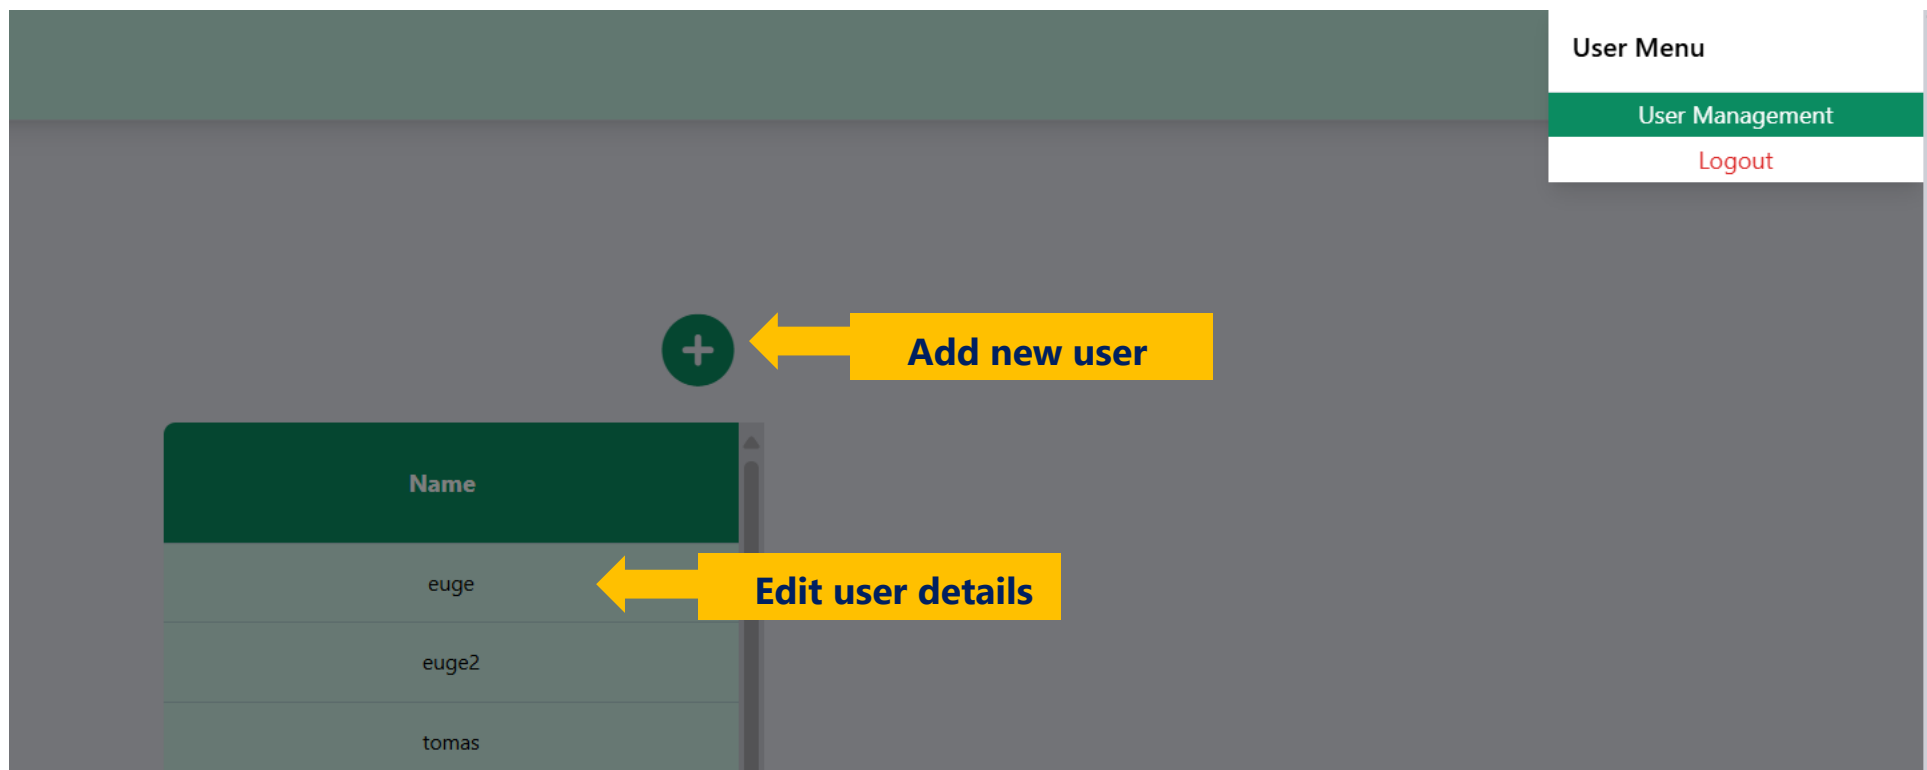 User Menu
User Management
Logout
+
Add new user
Name
euge
Edit user details
euge2
tomas